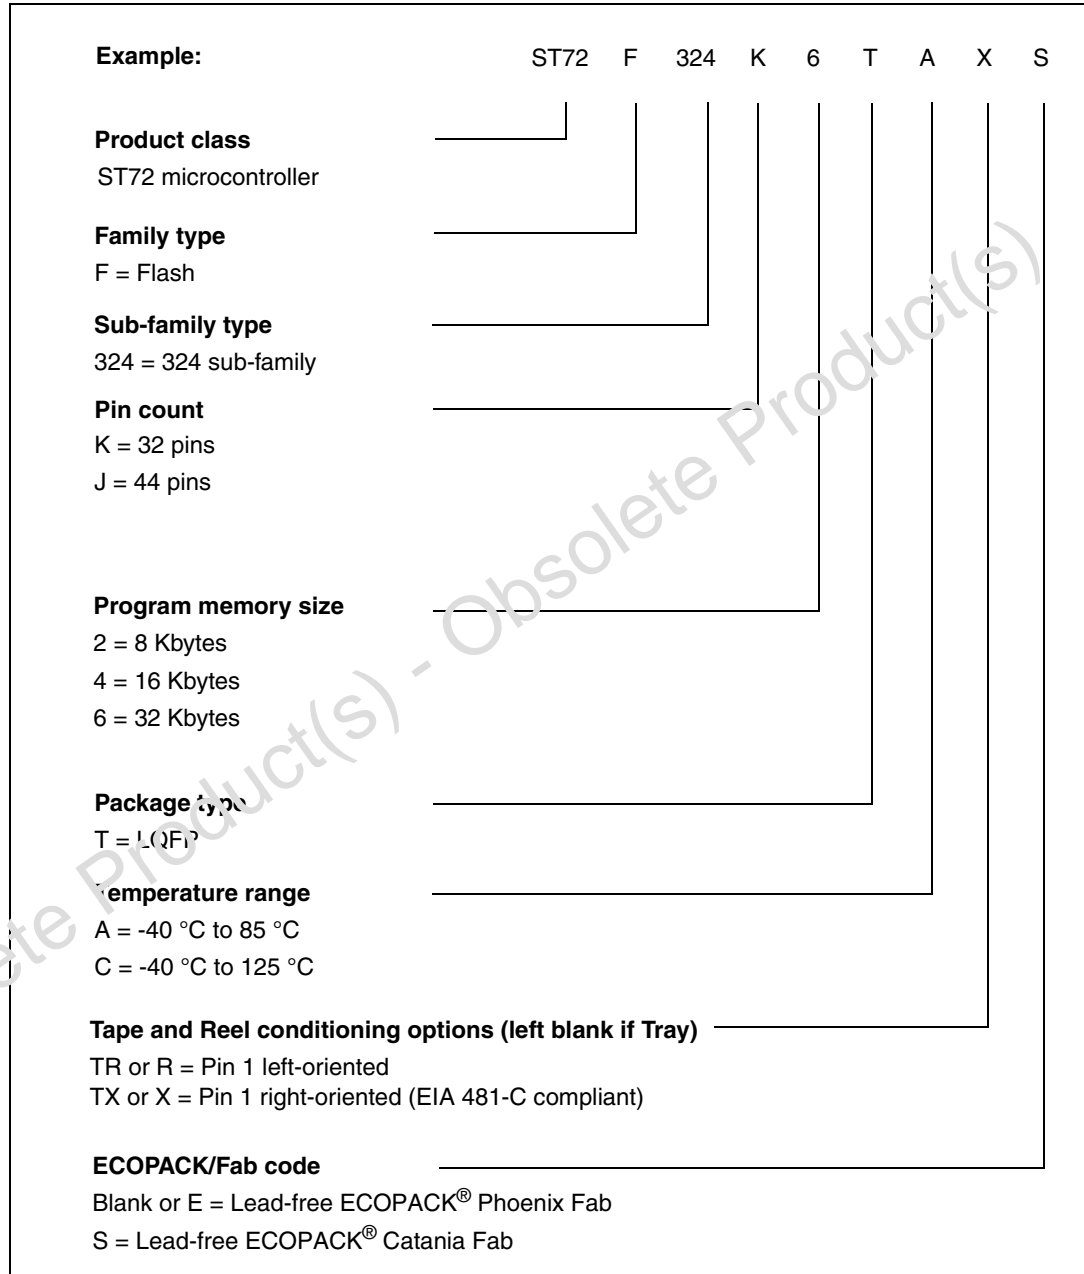 Example: ST72 F 324 K 6 T A X S
Product class
ST72 microcontroller
Family type
F = Flash
Sub-family type
324 = 324 sub-family
Pin count
K = 32 pins
J = 44 pins
Program memory size
2 = 8 Kbytes
4 = 16 Kbytes
6 = 32 Kbytes
Package type
T = LQFP
Temperature range
A = -40 °C to 85 °C
C = -40 °C to 125 °C
Tape and Reel conditioning options (left blank if Tray)
TR or R = Pin 1 left-oriented
TX or X = Pin 1 right-oriented (EIA 481-C compliant)
ECOPACK/Fab code
Blank or E = Lead-free ECOPACK® Phoenix Fab
S = Lead-free ECOPACK® Catania Fab
ete Product(s) - Obsolete Product(s)